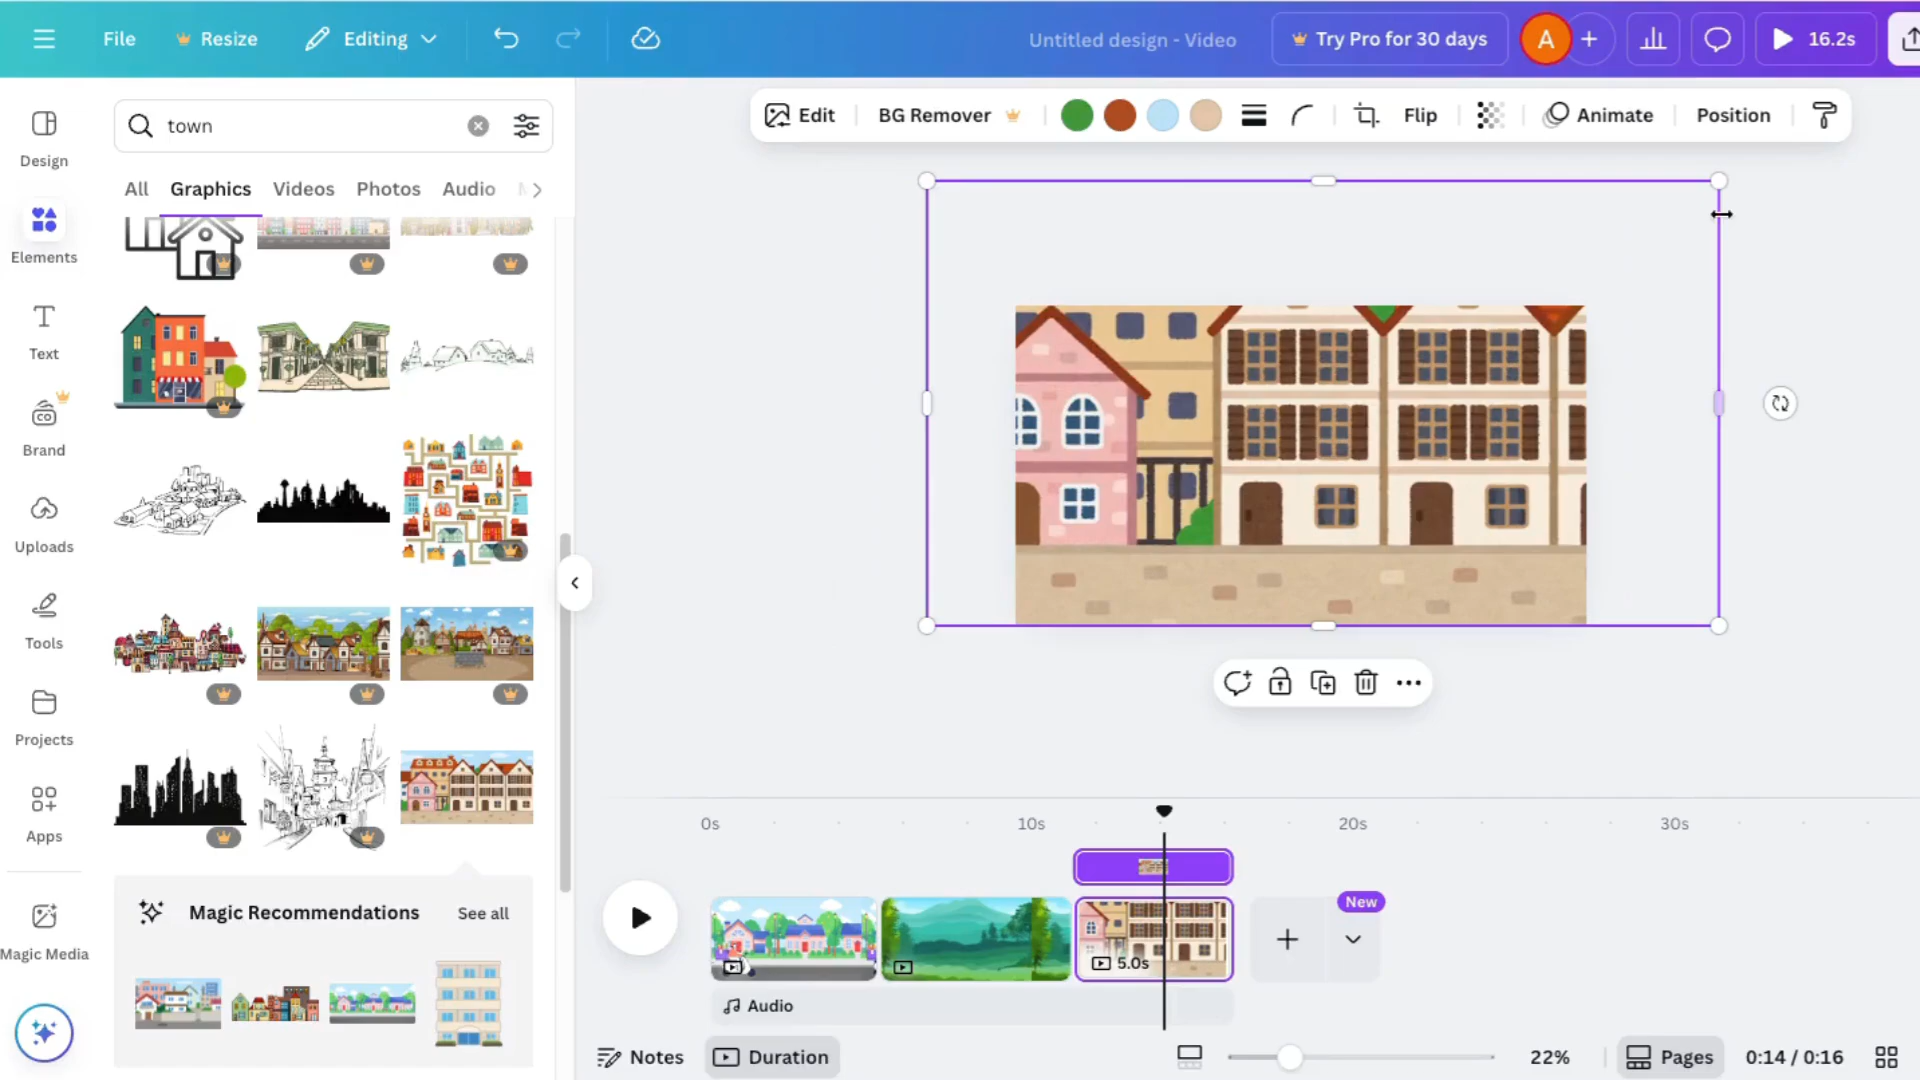 File
Resize
Editing
Untitled design - Video
Try Pro for 30 days
A
16.2s
Design
Elements
Text
Brand
Uploads
Tools
Projects
Apps
Magic Media
town
All
Graphics
Videos
Photos
Audio
Magic Recommendations
See all
Edit
BG Remover
Flip
Animate
Position
0s
10s
20s
30s
New
5.0s
Audio
Notes
Duration
22%
Pages
0:14 / 0:16